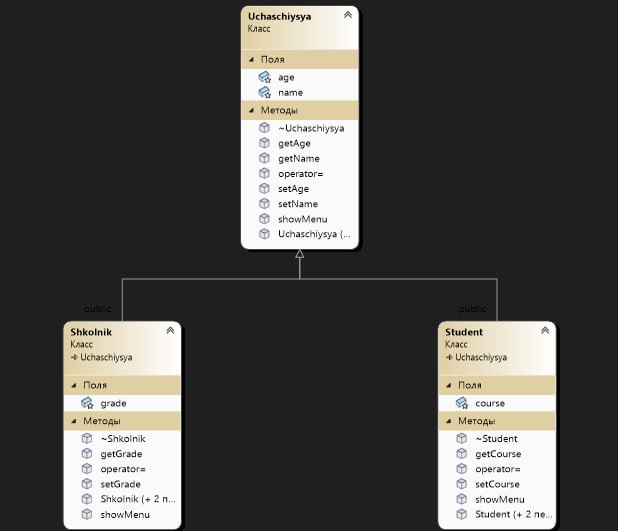 Uchaschiysya
Класс
Поля
age
name
Методы
~Uchaschiysya
getAge
getName
operator=
setAge
setName
showMenu
Uchaschiysya (...
public
public
Shkolnik
Класс
Uchaschiysya
Поля
grade
Методы
~Shkolnik
getGrade
operator=
setGrade
Shkolnik (+ 2 п...
showMenu
Student
Класс
Uchaschiysya
Поля
course
Методы
~Student
getCourse
operator=
setCourse
showMenu
Student (+ 2 пе...